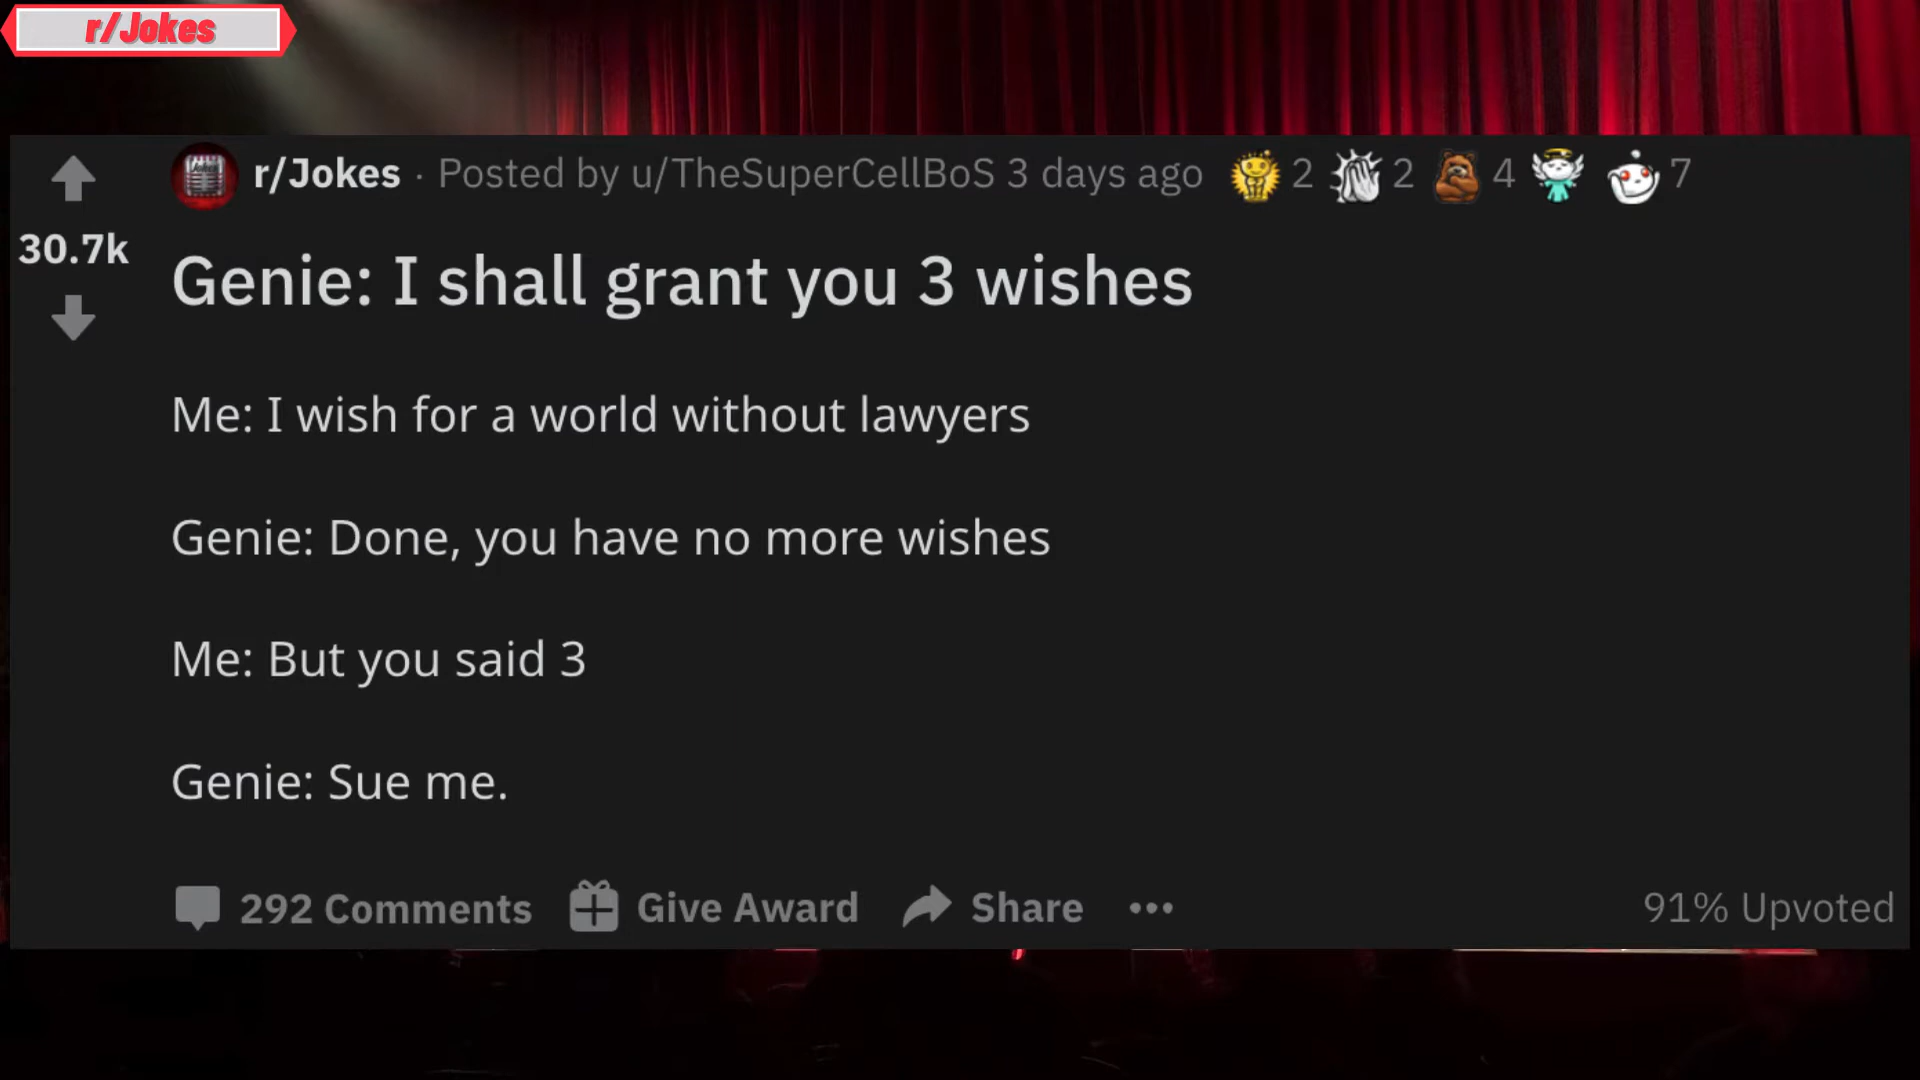 r/Jokes
r/Jokes · Posted by u/TheSuperCellBoS 3 days ago 2 2 4 7
30.7k
Genie: I shall grant you 3 wishes
Me: I wish for a world without lawyers
Genie: Done, you have no more wishes
Me: But you said 3
Genie: Sue me.
292 Comments Give Award Share ••• 91% Upvoted